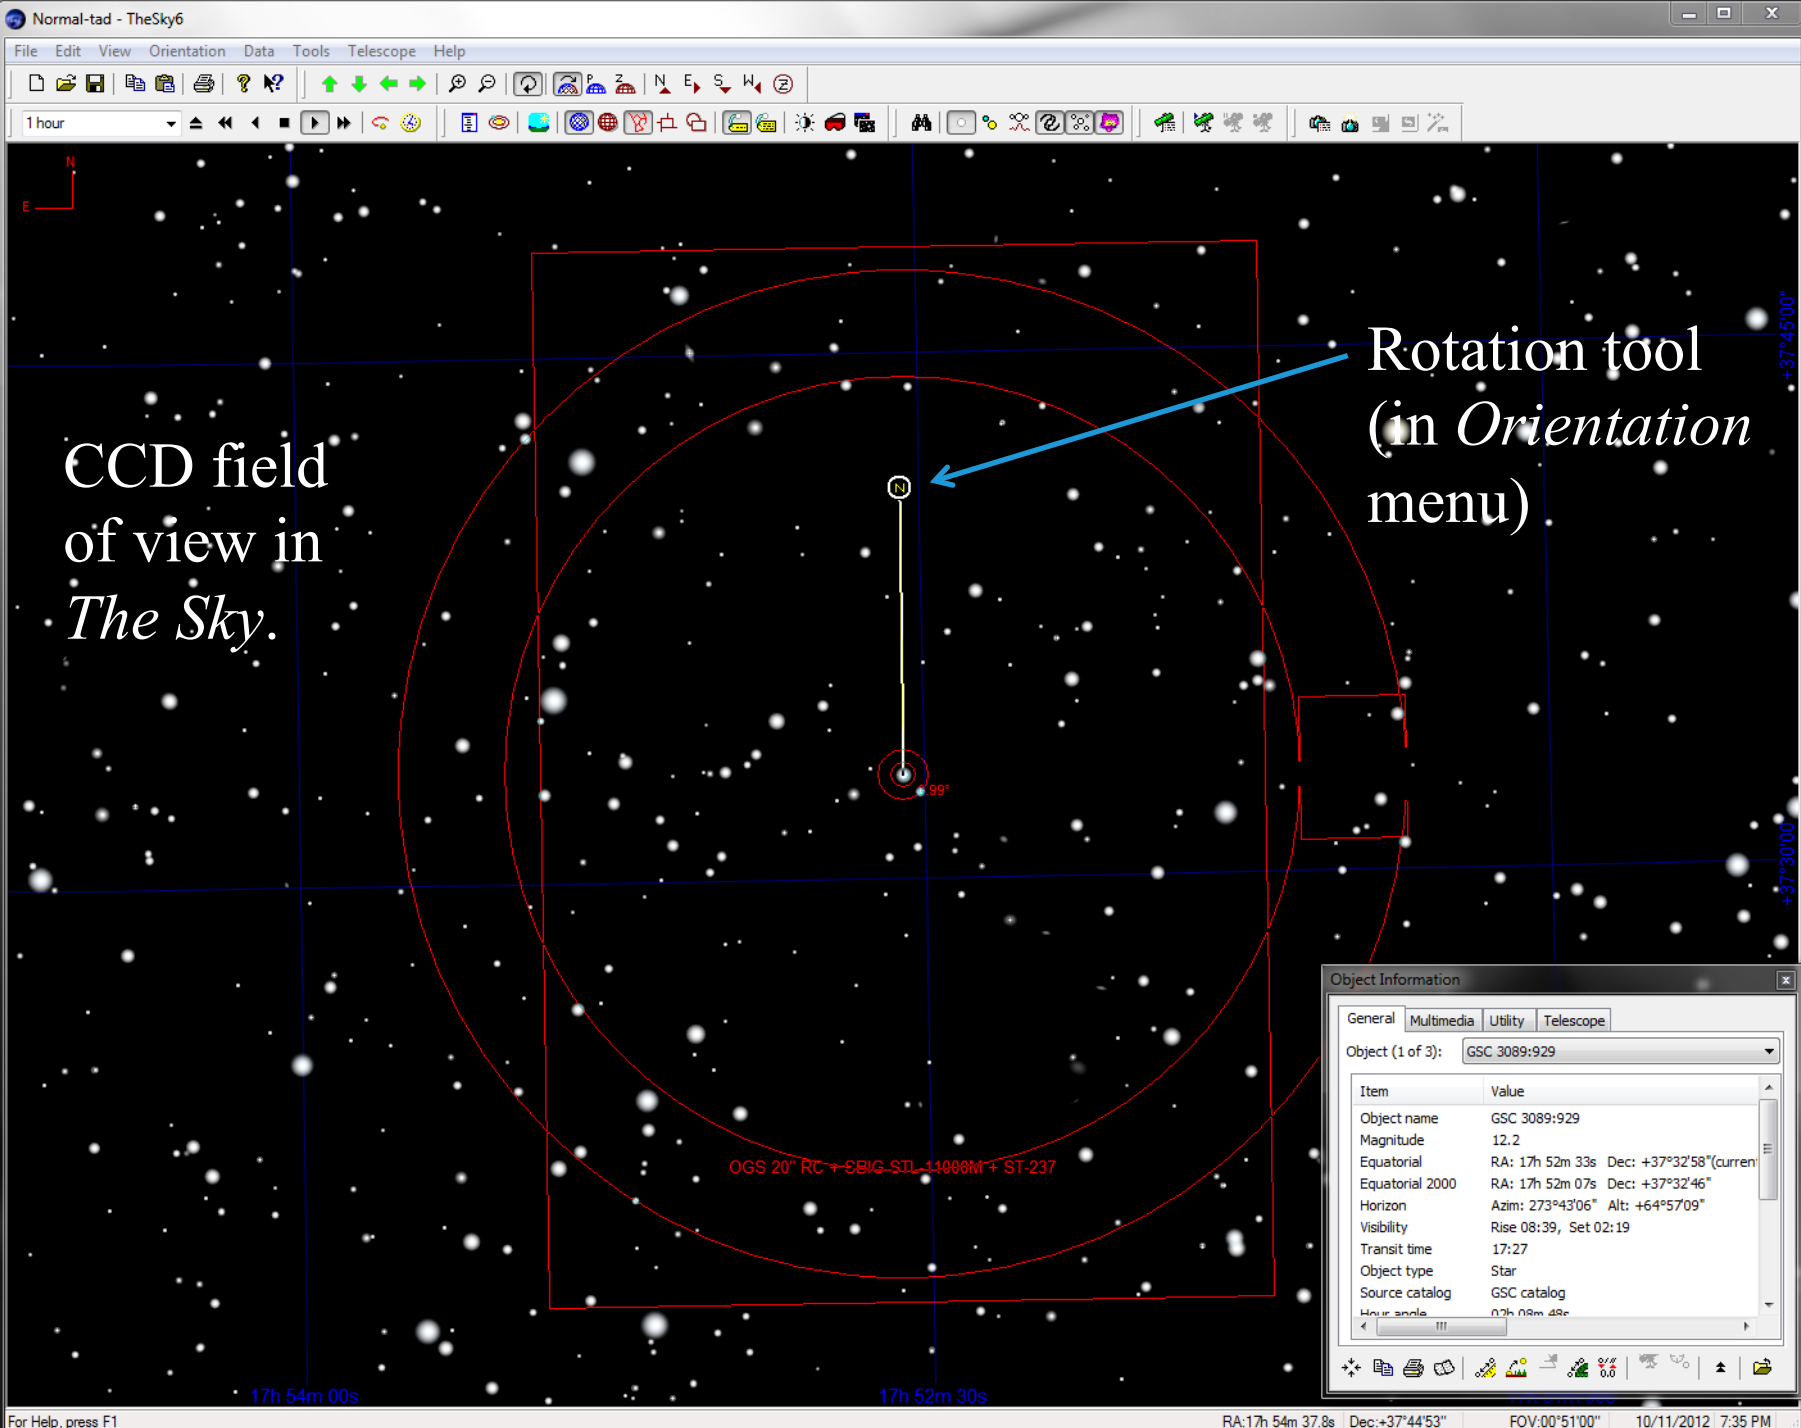 Normal-tad - TheSky6
File Edit View Orientation Data Tools Telescope Help
1 hour
N
E
+37°45'00"
Rotation tool
(in Orientation
menu)
CCD field
of view in
The Sky.
N
.99°
+37°30'00"
OGS 20" RC + SBIG STL-11000M + ST-237
Object Information
General Multimedia Utility Telescope
Object (1 of 3): GSC 3089:929
Item Value
Object name GSC 3089:929
Magnitude 12.2
Equatorial RA: 17h 52m 33s Dec: +37°32'58"(current
Equatorial 2000 RA: 17h 52m 07s Dec: +37°32'46"
Horizon Azim: 273°43'06" Alt: +64°57'09"
Visibility Rise 08:39, Set 02:19
Transit time 17:27
Object type Star
Source catalog GSC catalog
Hour angle 02h 08m 48s
17h 54m 00s 17h 52m 30s
For Help, press F1 RA:17h 54m 37.8s Dec:+37°44'53" FOV:00°51'00" 10/11/2012 7:35 PM